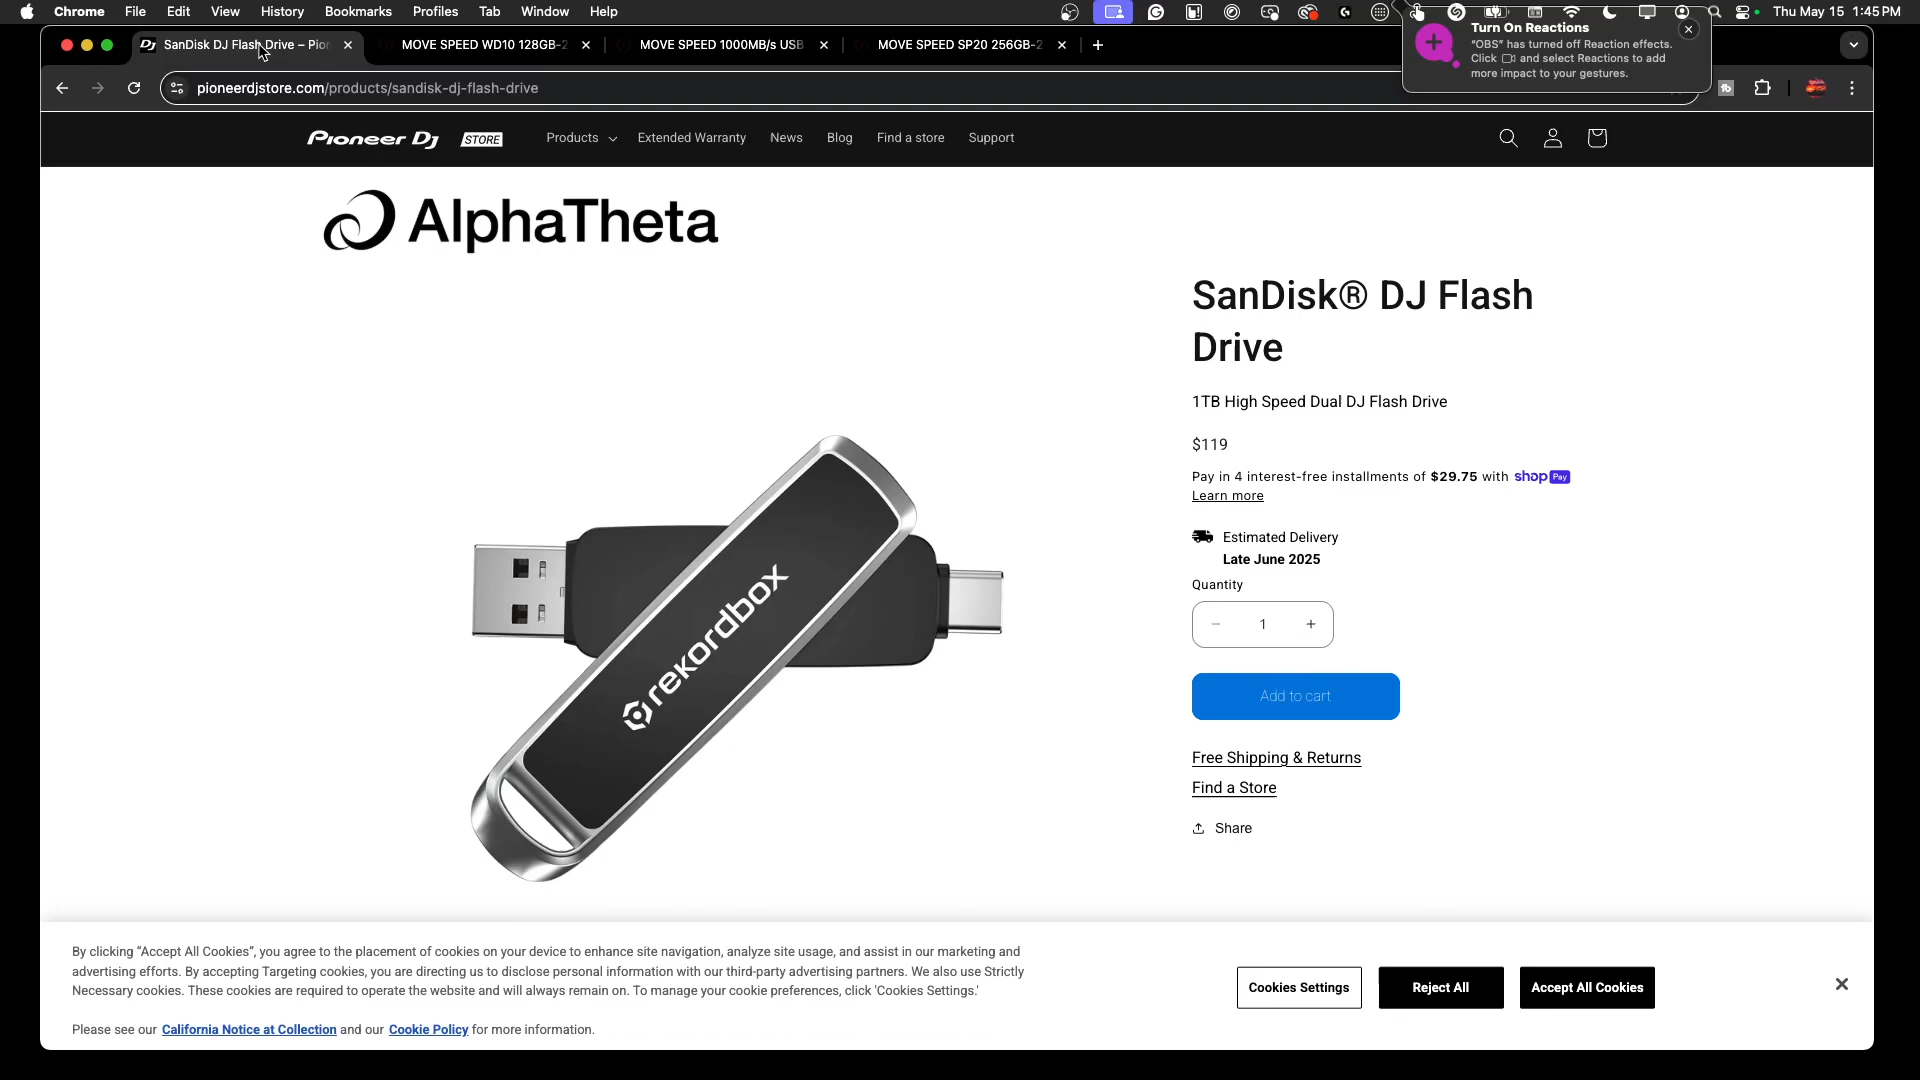 Chrome File Edit View History Bookmarks Profiles Tab Window Help Thu May 15 1:45 PM
SanDisk DJ Flash Drive – Pion MOVE SPEED WD10 128GB-2 MOVE SPEED 1000MB/s USB MOVE SPEED SP20 256GB-2
Turn On Reactions
“OBS” has turned off Reaction effects.
Click and select Reactions to add
more impact to your gestures.
pioneerdjstore.com/products/sandisk-dj-flash-drive
Pioneer Dj STORE Products Extended Warranty News Blog Find a store Support
AlphaTheta
SanDisk® DJ Flash
Drive
1TB High Speed Dual DJ Flash Drive
$119
Pay in 4 interest-free installments of $29.75 with shop Pay
Learn more
Estimated Delivery
Late June 2025
Quantity
− 1 +
rekordbox
Add to cart
Free Shipping & Returns
Find a Store
Share
By clicking “Accept All Cookies”, you agree to the placement of cookies on your device to enhance site navigation, analyze site usage, and assist in our marketing and
advertising efforts. By accepting Targeting cookies, you are directing us to disclose personal information with our third-party advertising partners. We also use Strictly
Necessary cookies. These cookies are required to operate the website and will always remain on. To manage your cookie preferences, click 'Cookies Settings.'
Please see our California Notice at Collection and our Cookie Policy for more information.
Cookies Settings Reject All Accept All Cookies